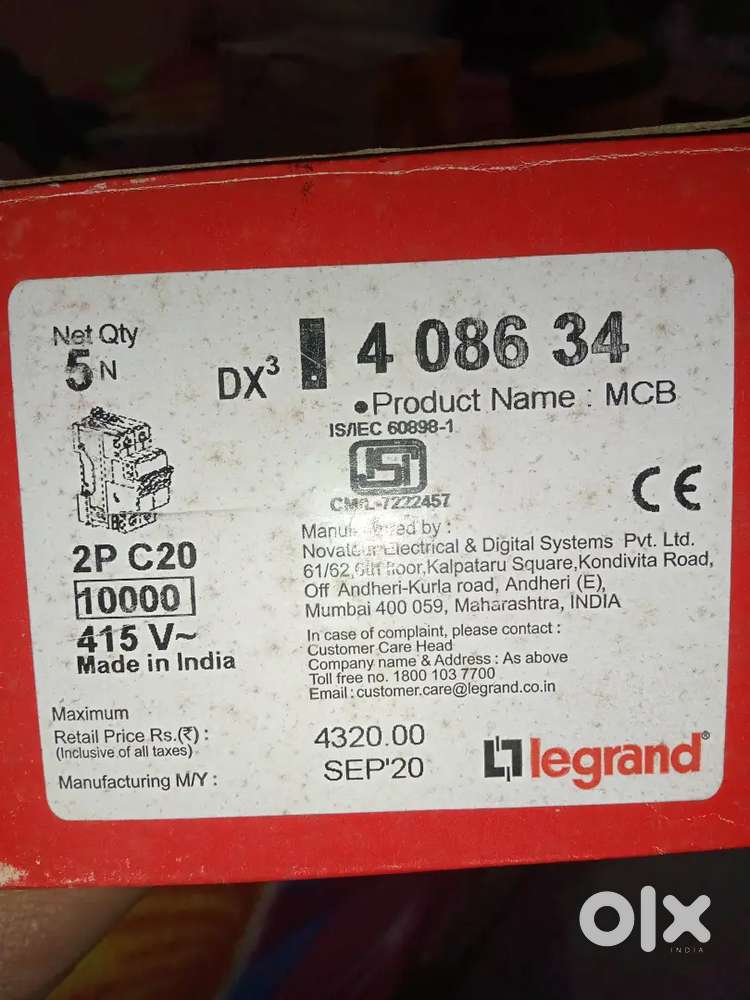 Net Qty
5 N
DX³ 4 086 34
•Product Name : MCB
IS/IEC 60898-1
ISI
CM/L-7222457
CE
2P C20
10000
415 V~
Made in India
by :
Electrical & Digital Systems Pvt. Ltd.
61/62, floor,Kalpataru Square,Kondivita Road,
Off Andheri-Kurla road, Andheri (E),
Mumbai 400 059, Maharashtra, INDIA
In case of complaint, please contact :
Customer Care Head
Company name & Address : As above
Toll free no. 1800 103 7700
Email : customer.care@legrand.co.in
Maximum
Retail Price Rs.(₹) : 4320.00
(Inclusive of all taxes)
Manufacturing M/Y : SEP'20
legrand®
olx
INDIA